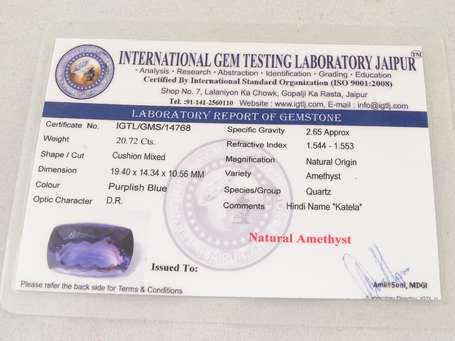 INTERNATIONAL GEM TESTING LABORATORY JAIPUR TM
•Analysis • Research • Abstraction • Identification • Grading • Education
Certified By International Standard Organization (ISO 9001:2008)
Shop No. 7, Lalaniyon Ka Chowk, Gopalji Ka Rasta, Jaipur
Tel. :91-141-2560110 Website : www.igtlj.com, E-mail : info@igtlj.com
LABORATORY REPORT OF GEMSTONE
Certificate No. IGTL/GMS/14768 Specific Gravity 2.65 Approx
Weight 20.72 Cts. Refractive Index 1.544 - 1.553
Shape / Cut Cushion Mixed Magnification Natural Origin
Dimension 19.40 x 14.34 x 10.56 MM Variety Amethyst
Colour Purplish Blue Species/Group Quartz
Optic Character D.R. Comments Hindi Name "Katela"
Natural Amethyst
Issued To:
Amit Soni, MDGI
Please refer the back side for Terms & Conditions